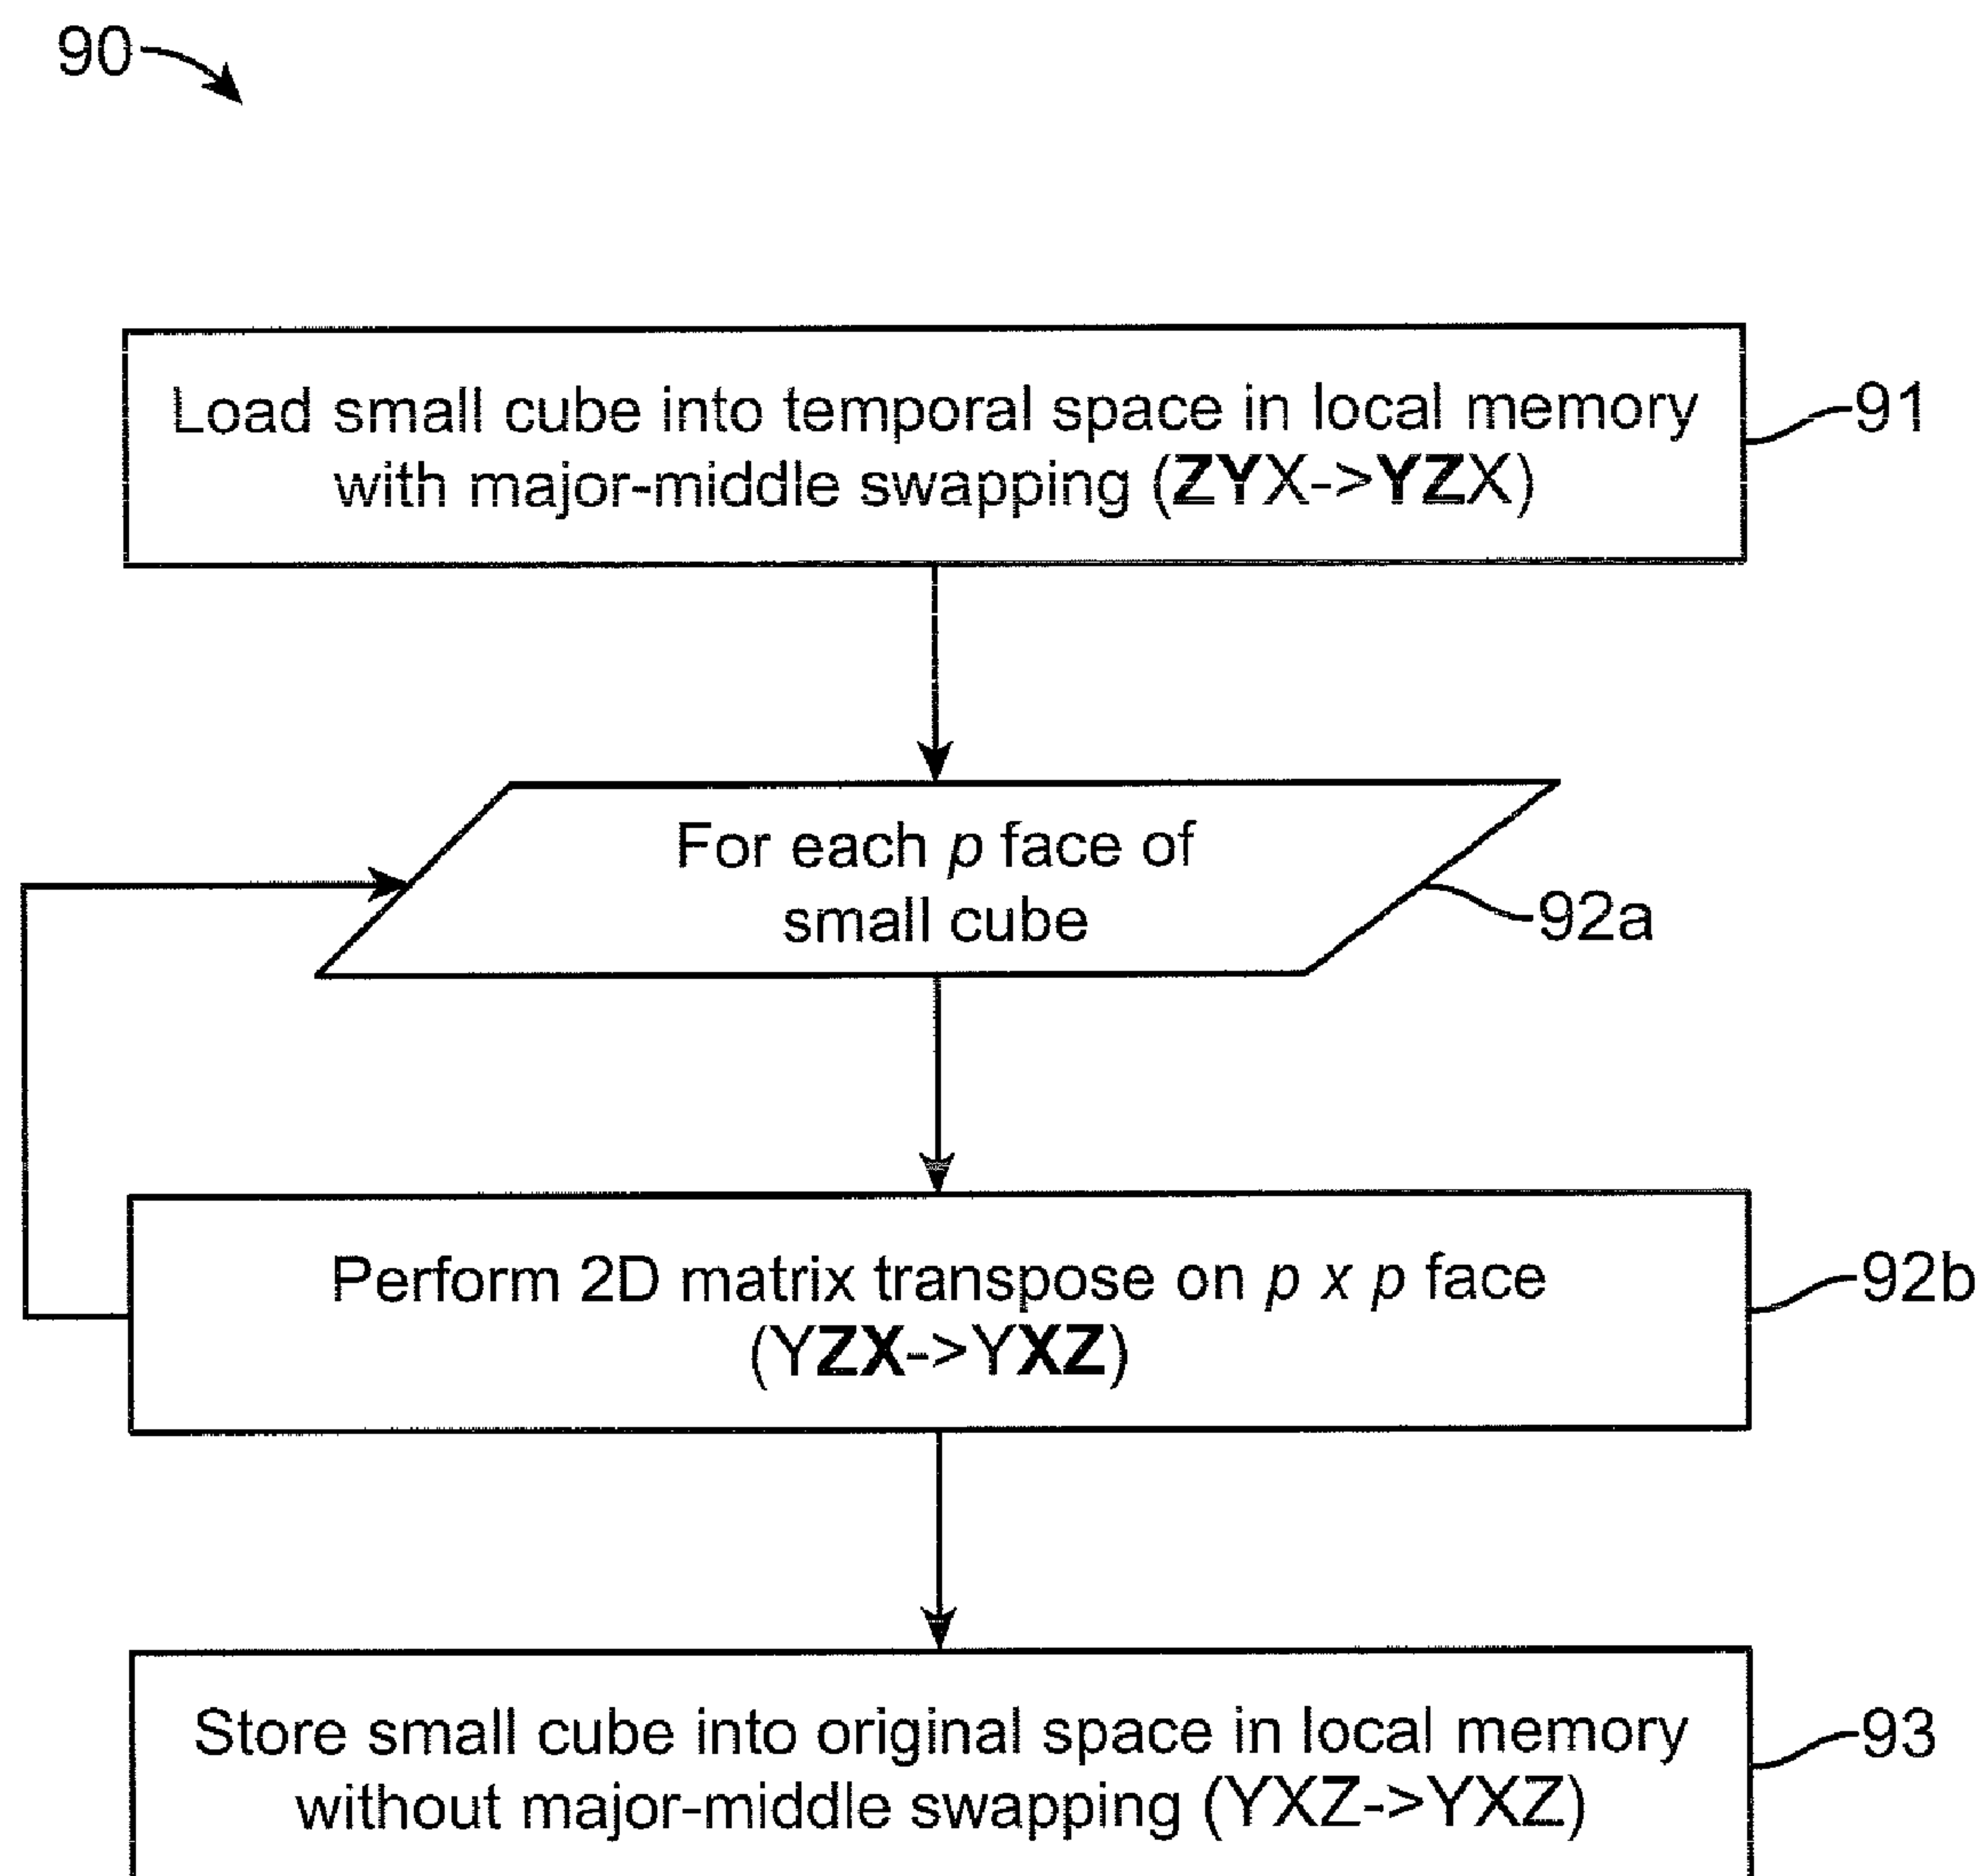 90
Load small cube into temporal space in local memory
with major-middle swapping (ZYX->YZX)
91
For each p face of
small cube
92a
Perform 2D matrix transpose on p x p face
(YZX->YXZ)
92b
Store small cube into original space in local memory
without major-middle swapping (YXZ->YXZ)
93